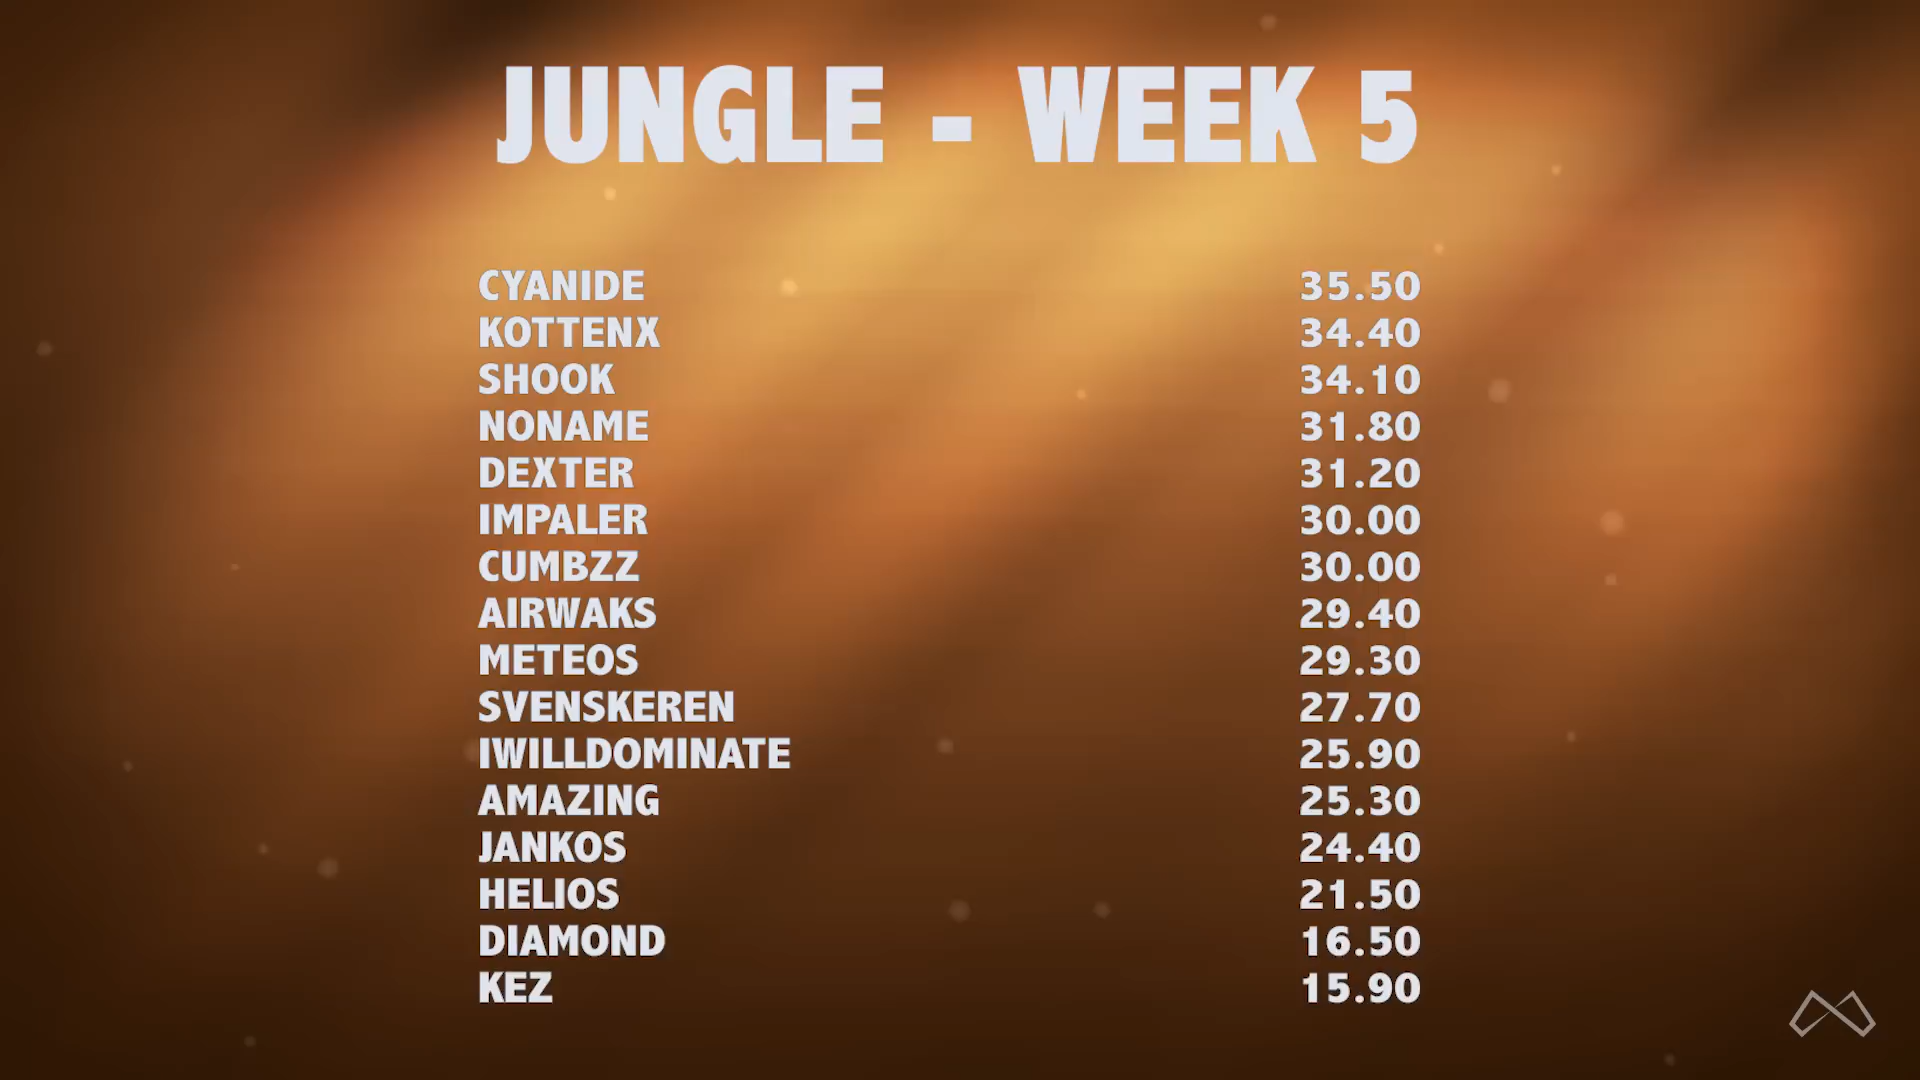 JUNGLE - WEEK 5
CYANIDE 35.50
KOTTENX 34.40
SHOOK 34.10
NONAME 31.80
DEXTER 31.20
IMPALER 30.00
CUMBZZ 30.00
AIRWAKS 29.40
METEOS 29.30
SVENSKEREN 27.70
IWILLDOMINATE 25.90
AMAZING 25.30
JANKOS 24.40
HELIOS 21.50
DIAMOND 16.50
KEZ 15.90